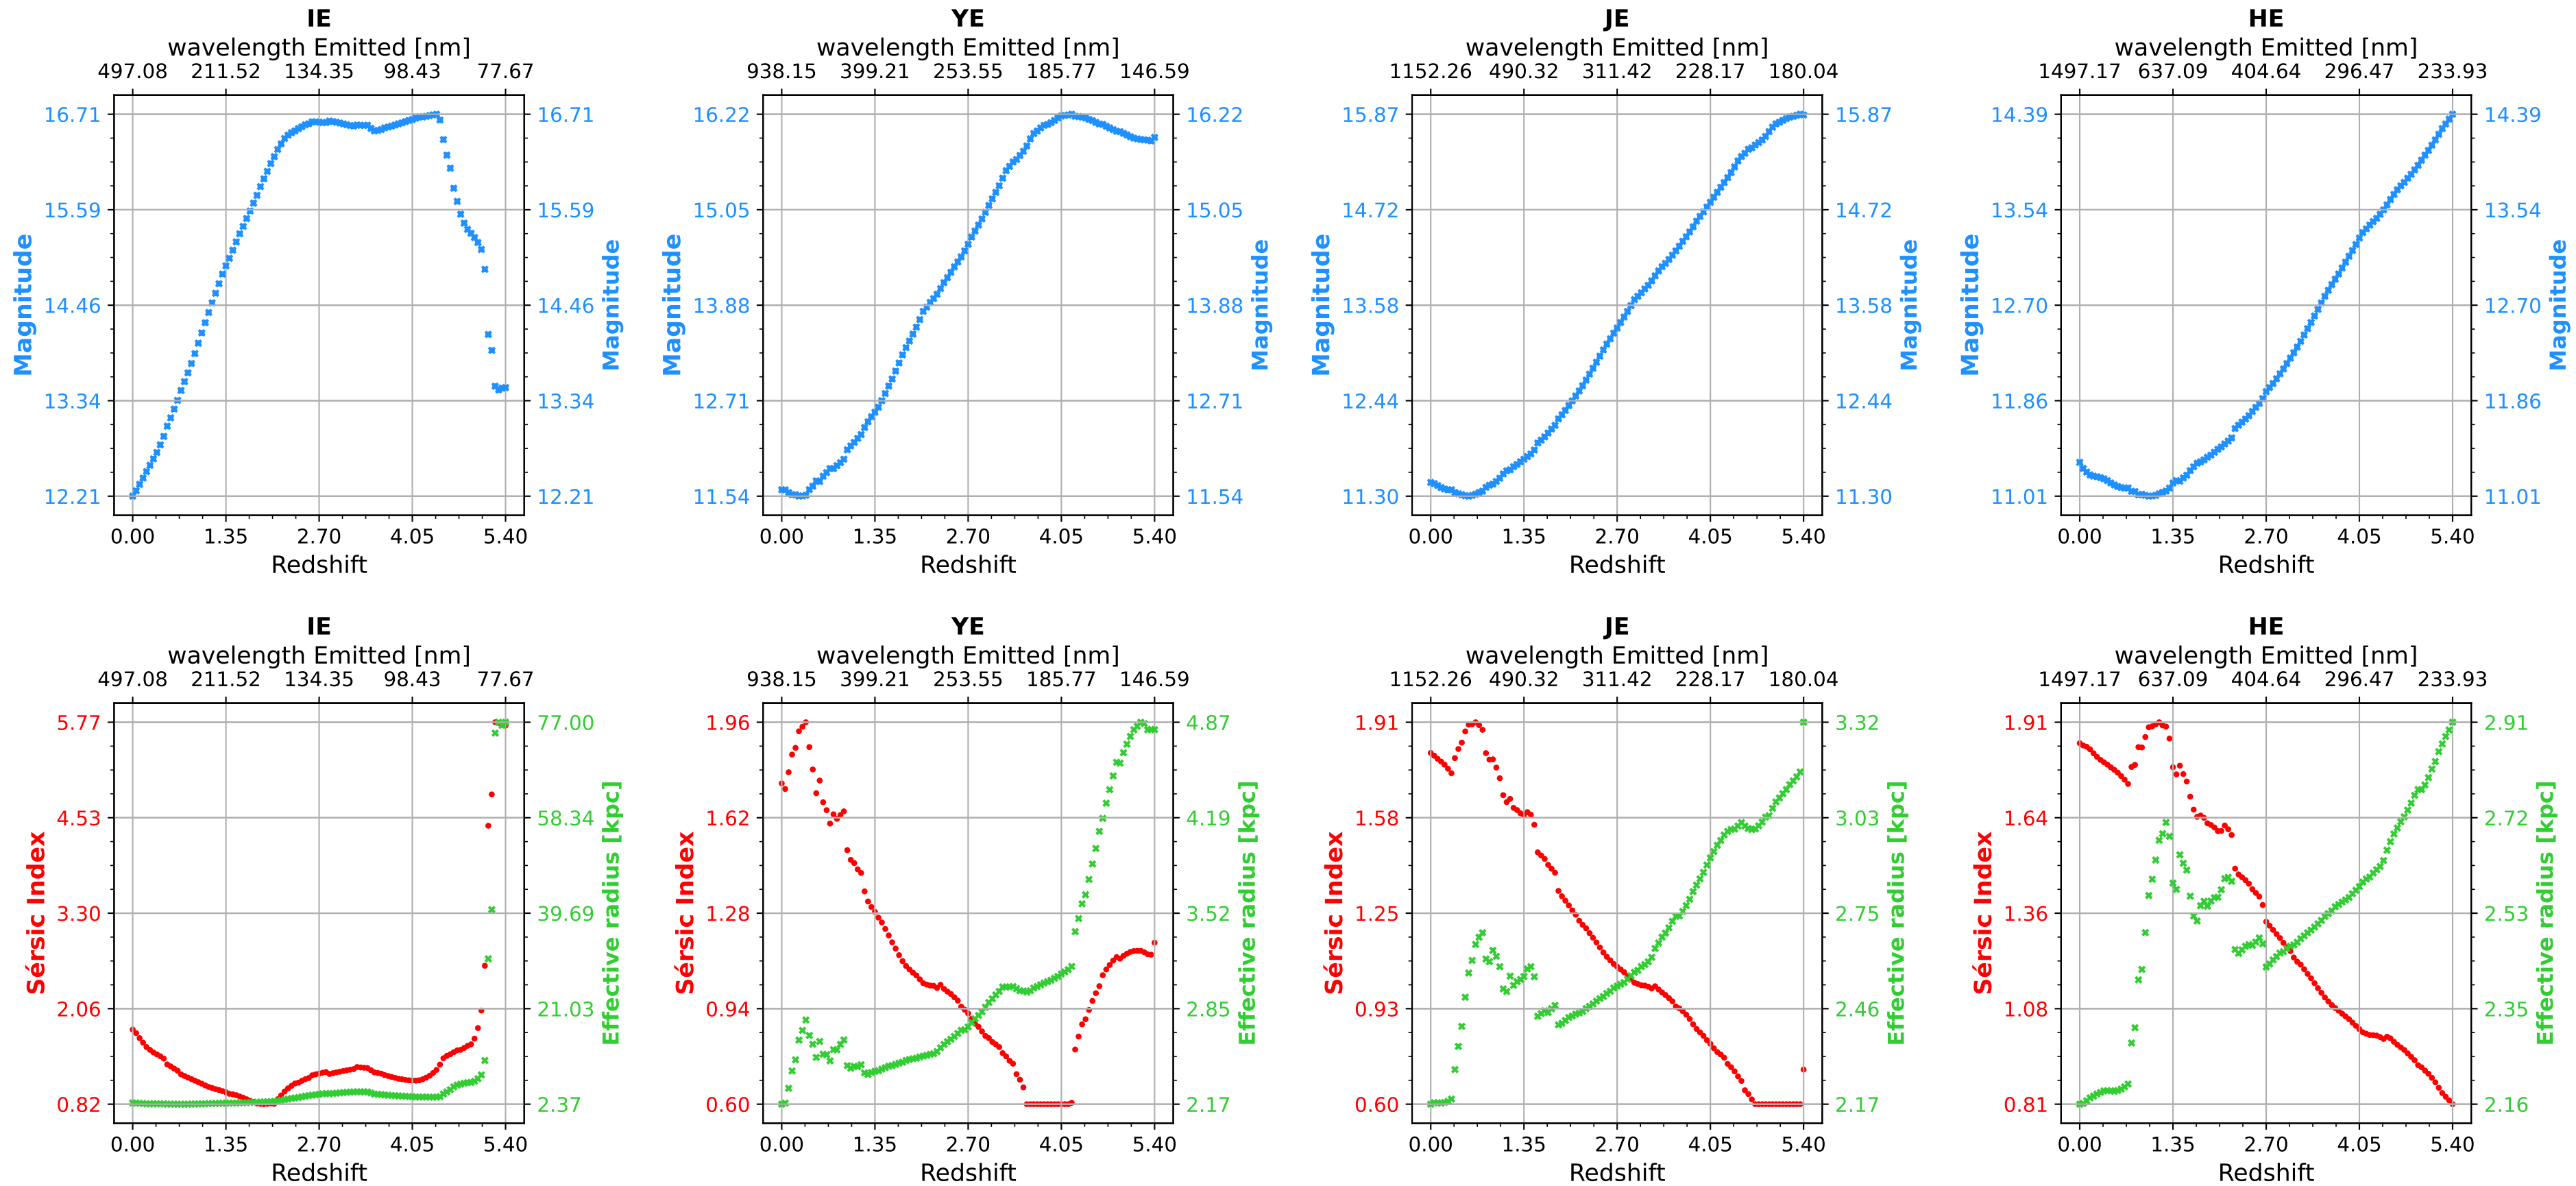 IE YE JE HE
wavelength Emitted [nm] wavelength Emitted [nm] wavelength Emitted [nm] wavelength Emitted [nm]
497.08 211.52 134.35 98.43 77.67 938.15 399.21 253.55 185.77 146.59 1152.26 490.32 311.42 228.17 180.04 1497.17 637.09 404.64 296.47 233.93
16.71 16.71 16.22 16.22 15.87 15.87 14.39 14.39
15.59 15.59 15.05 15.05 14.72 14.72 13.54 13.54
Magnitude Magnitude Magnitude Magnitude Magnitude Magnitude Magnitude Magnitude
14.46 14.46 13.88 13.88 13.58 13.58 12.70 12.70
13.34 13.34 12.71 12.71 12.44 12.44 11.86 11.86
12.21 12.21 11.54 11.54 11.30 11.30 11.01 11.01
0.00 1.35 2.70 4.05 5.40 0.00 1.35 2.70 4.05 5.40 0.00 1.35 2.70 4.05 5.40 0.00 1.35 2.70 4.05 5.40
Redshift Redshift Redshift Redshift
IE YE JE HE
wavelength Emitted [nm] wavelength Emitted [nm] wavelength Emitted [nm] wavelength Emitted [nm]
497.08 211.52 134.35 98.43 77.67 938.15 399.21 253.55 185.77 146.59 1152.26 490.32 311.42 228.17 180.04 1497.17 637.09 404.64 296.47 233.93
5.77 77.00 1.96 4.87 1.91 3.32 1.91 2.91
4.53 58.34 1.62 4.19 1.58 3.03 1.64 2.72
Sérsic Index Effective radius [kpc] Sérsic Index Effective radius [kpc] Sérsic Index Effective radius [kpc] Sérsic Index Effective radius [kpc]
3.30 39.69 1.28 3.52 1.25 2.75 1.36 2.53
2.06 21.03 0.94 2.85 0.93 2.46 1.08 2.35
0.82 2.37 0.60 2.17 0.60 2.17 0.81 2.16
0.00 1.35 2.70 4.05 5.40 0.00 1.35 2.70 4.05 5.40 0.00 1.35 2.70 4.05 5.40 0.00 1.35 2.70 4.05 5.40
Redshift Redshift Redshift Redshift